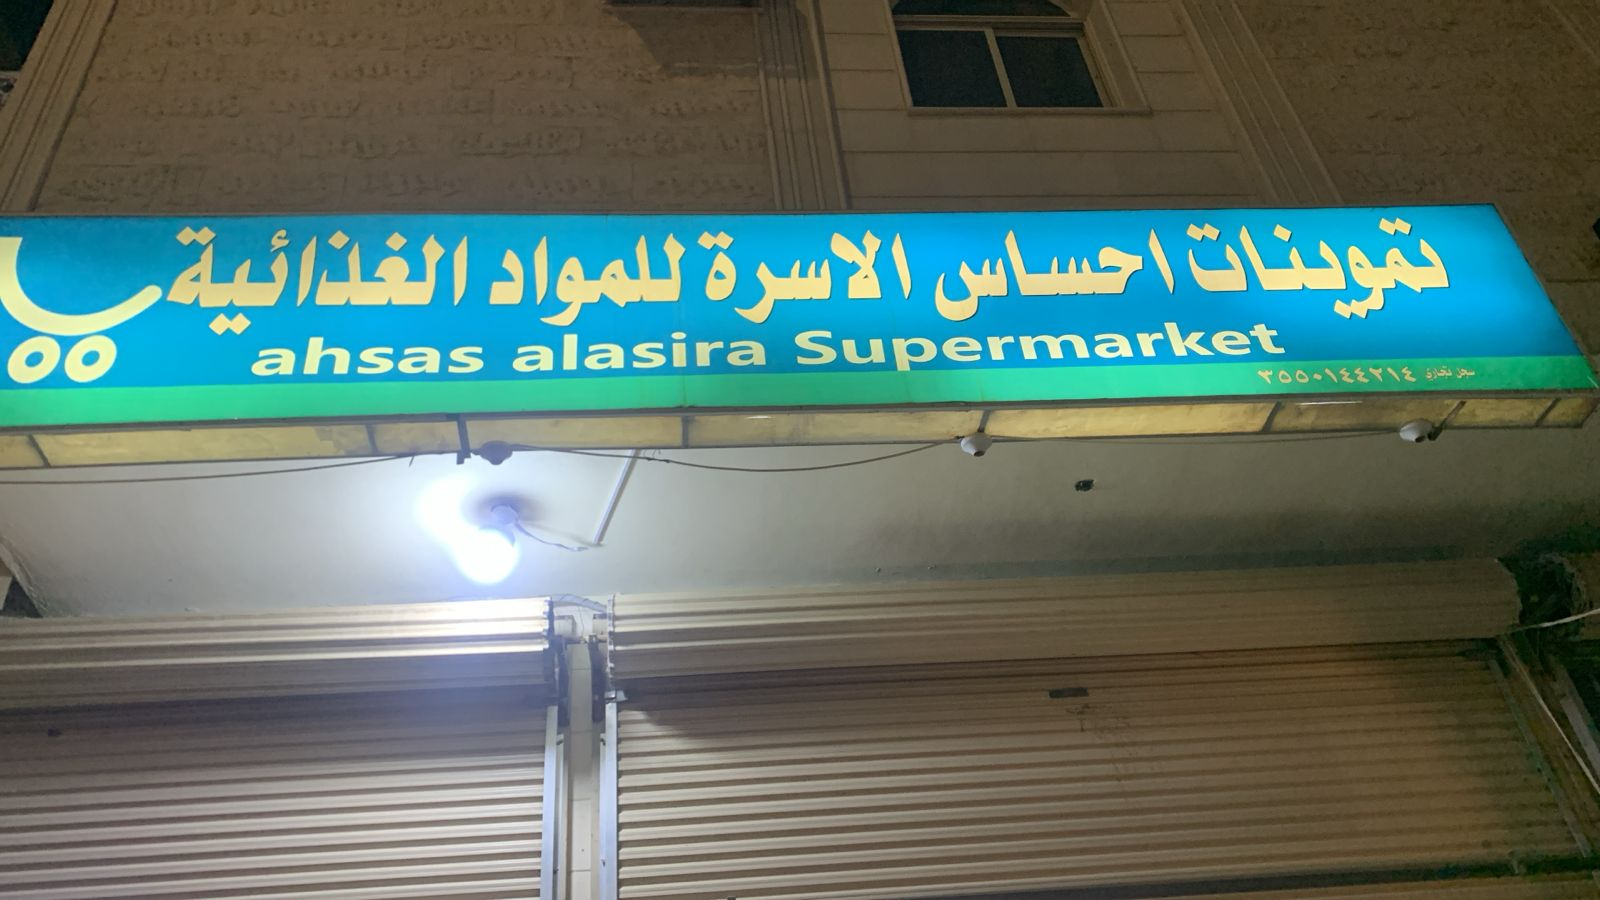 تموينات احساس الاسرة للمواد الغذائية
ahsas alasira Supermarket
سجل تجاري ٣٥٥٠١٤٤٢١٤